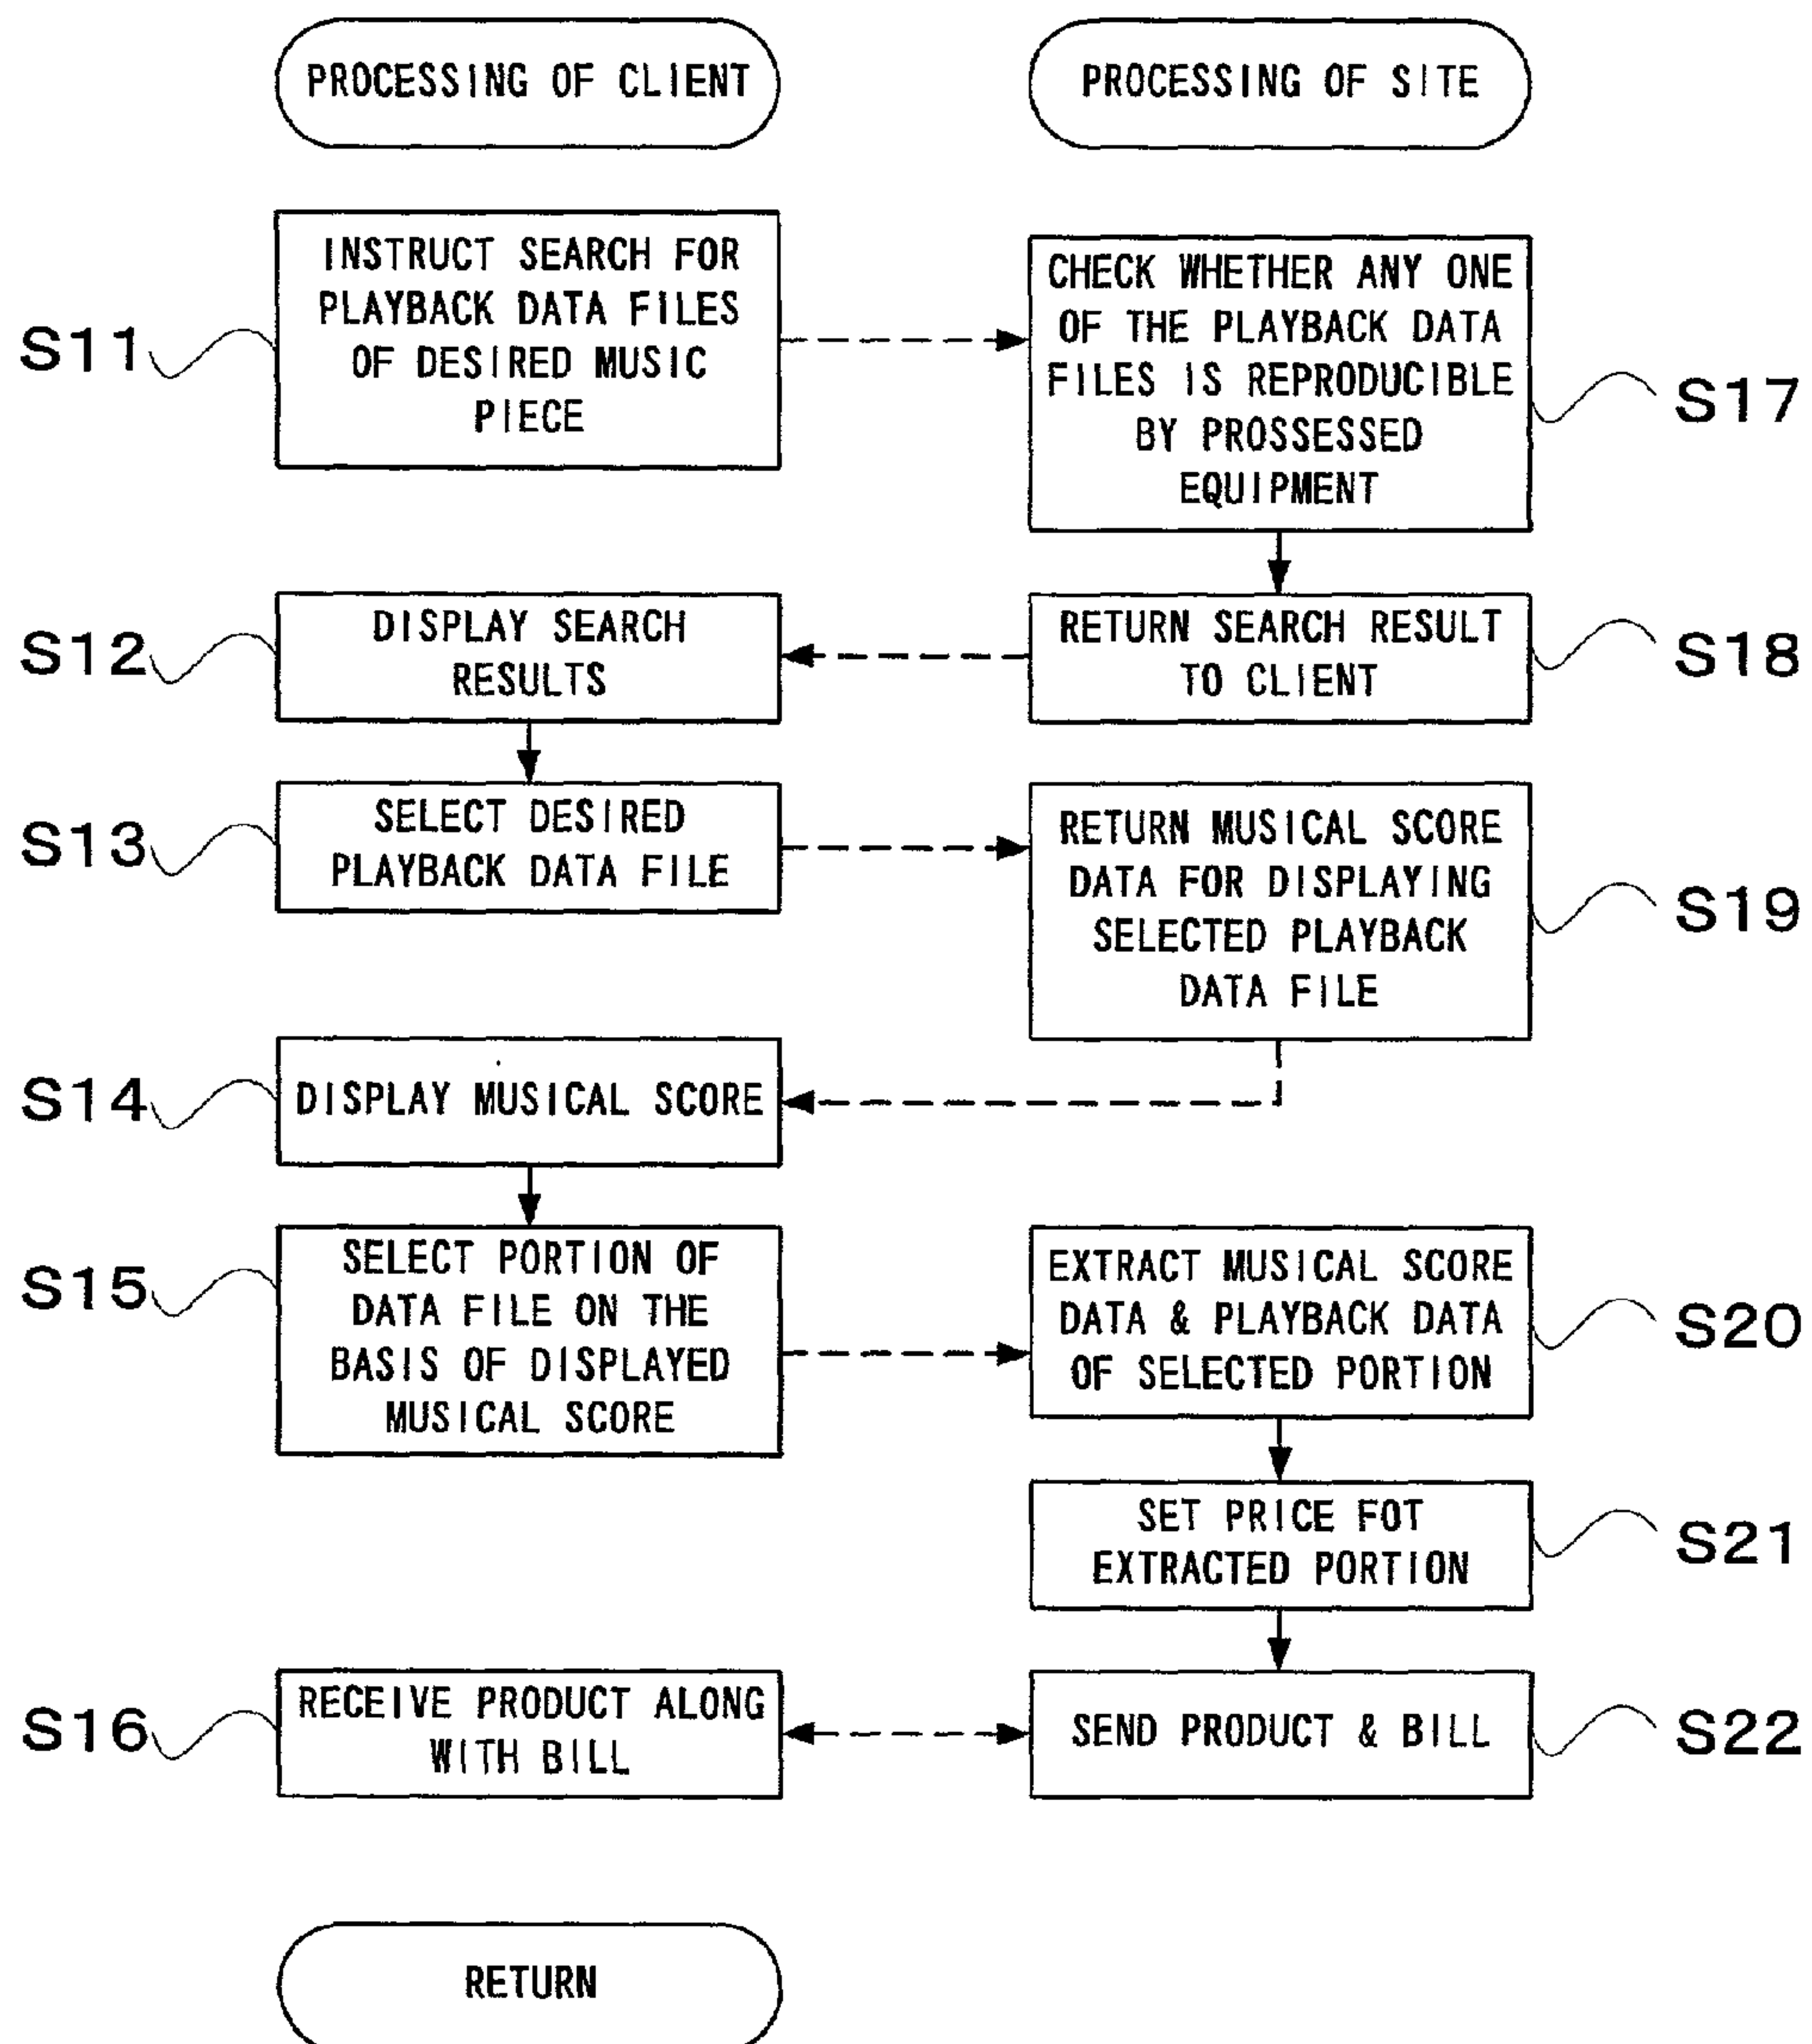 PROCESSING OF CLIENT
PROCESSING OF SITE
S11
INSTRUCT SEARCH FOR
PLAYBACK DATA FILES
OF DESIRED MUSIC
PIECE
CHECK WHETHER ANY ONE
OF THE PLAYBACK DATA
FILES IS REPRODUCIBLE
BY PROSSESSED
EQUIPMENT
S17
S12
DISPLAY SEARCH
RESULTS
RETURN SEARCH RESULT
TO CLIENT
S18
S13
SELECT DESIRED
PLAYBACK DATA FILE
RETURN MUSICAL SCORE
DATA FOR DISPLAYING
SELECTED PLAYBACK
DATA FILE
S19
S14
DISPLAY MUSICAL SCORE
S15
SELECT PORTION OF
DATA FILE ON THE
BASIS OF DISPLAYED
MUSICAL SCORE
EXTRACT MUSICAL SCORE
DATA & PLAYBACK DATA
OF SELECTED PORTION
S20
SET PRICE FOT
EXTRACTED PORTION
S21
S16
RECEIVE PRODUCT ALONG
WITH BILL
SEND PRODUCT & BILL
S22
RETURN